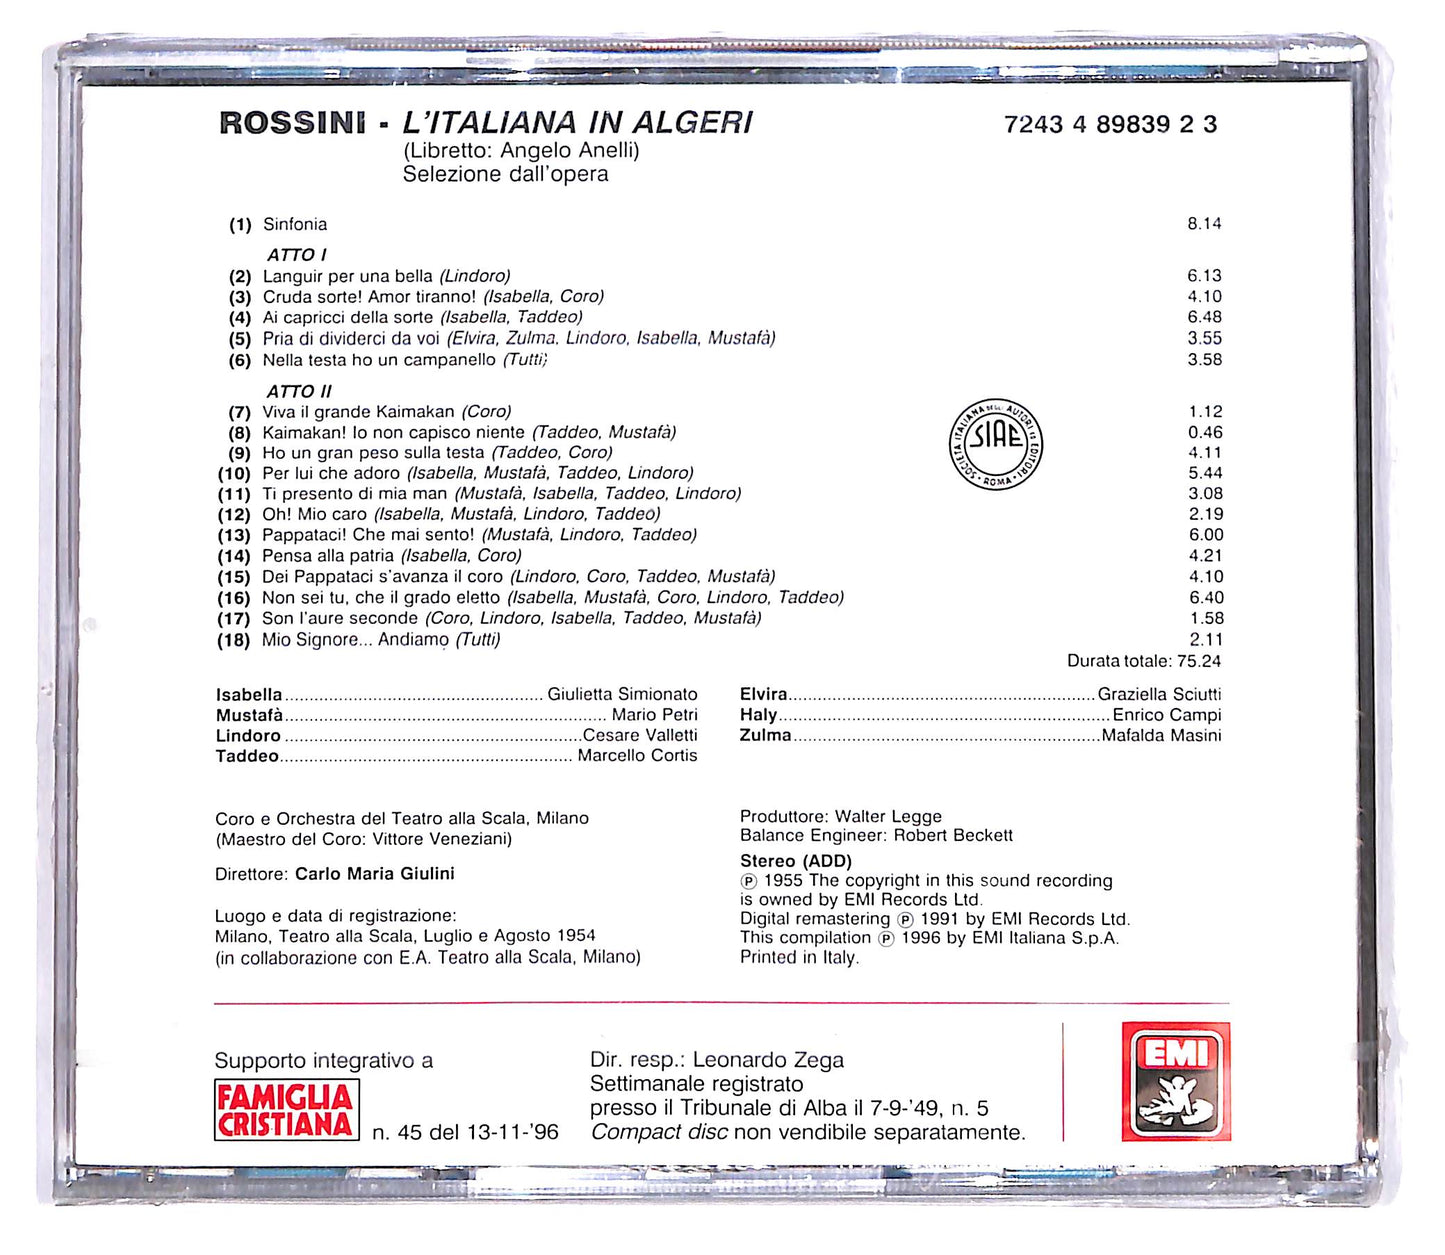 ROSSINI - L'ITALIANA IN ALGERI 7243 4 89839 2 3
(Libretto: Angelo Anelli)
Selezione dall'opera
(1) Sinfonia 8.14
ATTO I
(2) Languir per una bella (Lindoro) 6.13
(3) Cruda sorte! Amor tiranno! (Isabella, Coro) 4.10
(4) Ai capricci della sorte (Isabella, Taddeo) 6.48
(5) Pria di dividerci da voi (Elvira, Zulma, Lindoro, Isabella, Mustafà) 3.55
(6) Nella testa ho un campanello (Tutti) 3.58
ATTO II
(7) Viva il grande Kaimakan (Coro) 1.12
(8) Kaimakan! Io non capisco niente (Taddeo, Mustafà) 0.46
(9) Ho un gran peso sulla testa (Taddeo, Coro) 4.11
(10) Per lui che adoro (Isabella, Mustafà, Taddeo, Lindoro) 5.44
(11) Ti presento di mia man (Mustafà, Isabella, Taddeo, Lindoro) 3.08
(12) Oh! Mio caro (Isabella, Mustafà, Lindoro, Taddeo) 2.19
(13) Pappataci! Che mai sento! (Mustafà, Lindoro, Taddeo) 6.00
(14) Pensa alla patria (Isabella, Coro) 4.21
(15) Dei Pappataci s'avanza il coro (Lindoro, Coro, Taddeo, Mustafà) 4.10
(16) Non sei tu, che il grado eletto (Isabella, Mustafà, Coro, Lindoro, Taddeo) 6.40
(17) Son l'aure seconde (Coro, Lindoro, Isabella, Taddeo, Mustafà) 1.58
(18) Mio Signore... Andiamo (Tutti) 2.11
Durata totale: 75.24
SOCIETÀ ITALIANA DEGLI AUTORI ED EDITORI
SIAE
· ROMA ·
Isabella Giulietta Simionato
Mustafà Mario Petri
Lindoro Cesare Valletti
Taddeo Marcello Cortis
Elvira Graziella Sciutti
Haly Enrico Campi
Zulma Mafalda Masini
Coro e Orchestra del Teatro alla Scala, Milano
(Maestro del Coro: Vittore Veneziani)
Direttore: Carlo Maria Giulini
Luogo e data di registrazione:
Milano, Teatro alla Scala, Luglio e Agosto 1954
(in collaborazione con E.A. Teatro alla Scala, Milano)
Produttore: Walter Legge
Balance Engineer: Robert Beckett
Stereo (ADD)
℗ 1955 The copyright in this sound recording
is owned by EMI Records Ltd.
Digital remastering ℗ 1991 by EMI Records Ltd.
This compilation ℗ 1996 by EMI Italiana S.p.A.
Printed in Italy.
Supporto integrativo a
FAMIGLIA
CRISTIANA
n. 45 del 13-11-'96
Dir. resp.: Leonardo Zega
Settimanale registrato
presso il Tribunale di Alba il 7-9-'49, n. 5
Compact disc non vendibile separatamente.
EMI